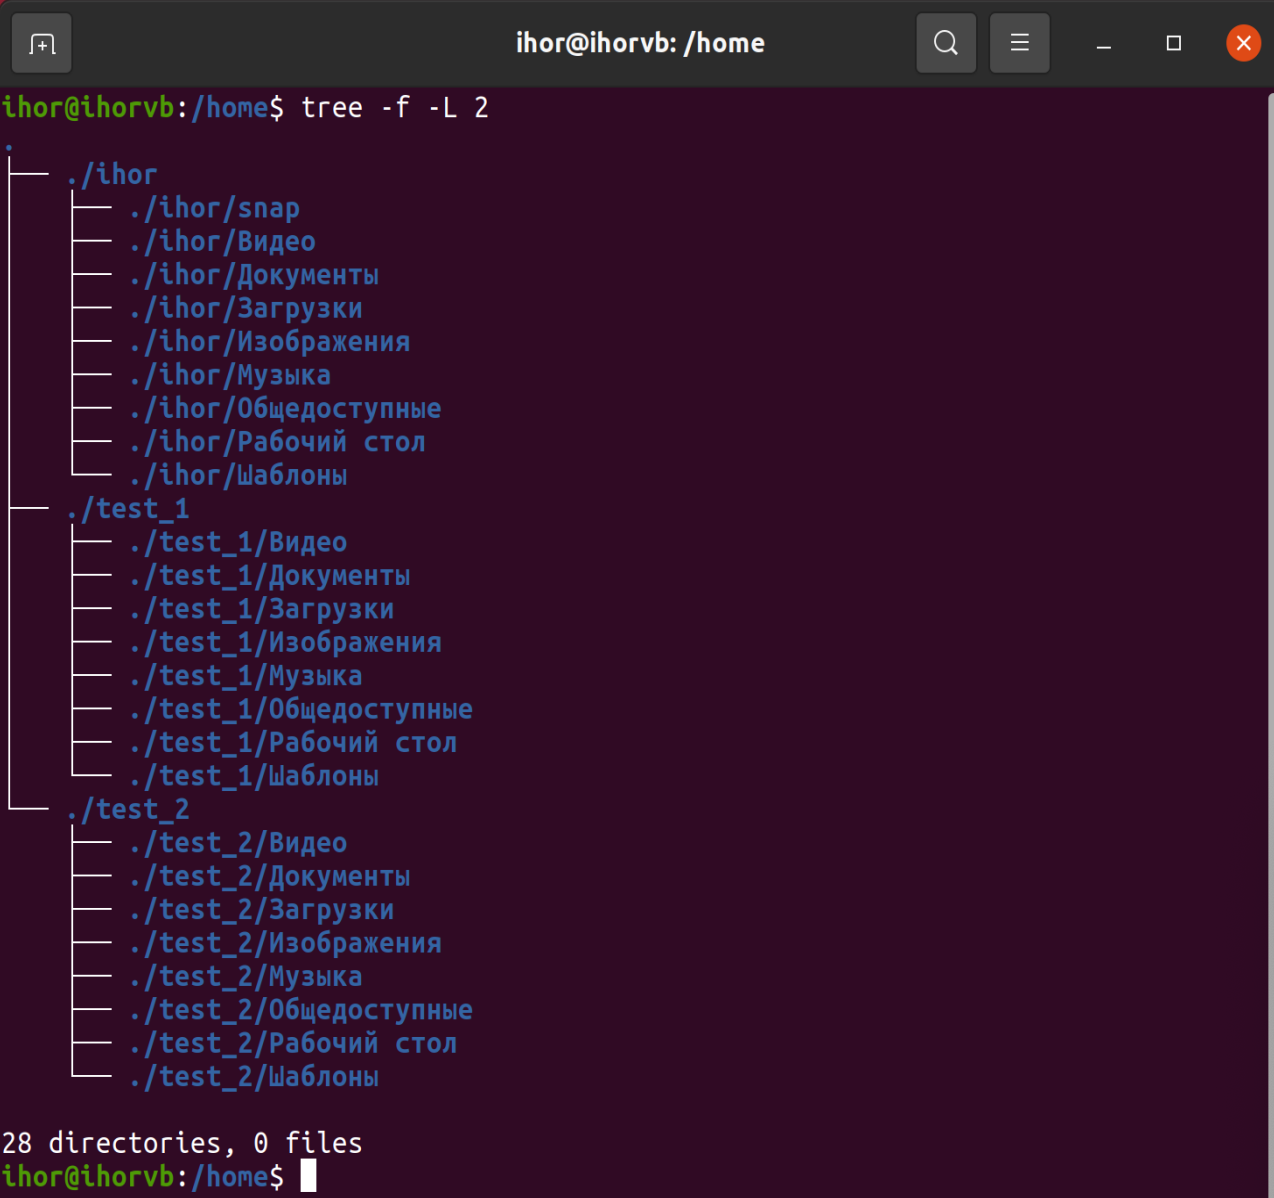 ihor@ihorvb: /home
ihor@ihorvb:/home$ tree -f -L 2
.
├── ./ihor
│   ├── ./ihor/snap
│   ├── ./ihor/Видео
│   ├── ./ihor/Документы
│   ├── ./ihor/Загрузки
│   ├── ./ihor/Изображения
│   ├── ./ihor/Музыка
│   ├── ./ihor/Общедоступные
│   ├── ./ihor/Рабочий стол
│   └── ./ihor/Шаблоны
├── ./test_1
│   ├── ./test_1/Видео
│   ├── ./test_1/Документы
│   ├── ./test_1/Загрузки
│   ├── ./test_1/Изображения
│   ├── ./test_1/Музыка
│   ├── ./test_1/Общедоступные
│   ├── ./test_1/Рабочий стол
│   └── ./test_1/Шаблоны
└── ./test_2
    ├── ./test_2/Видео
    ├── ./test_2/Документы
    ├── ./test_2/Загрузки
    ├── ./test_2/Изображения
    ├── ./test_2/Музыка
    ├── ./test_2/Общедоступные
    ├── ./test_2/Рабочий стол
    └── ./test_2/Шаблоны
28 directories, 0 files
ihor@ihorvb:/home$